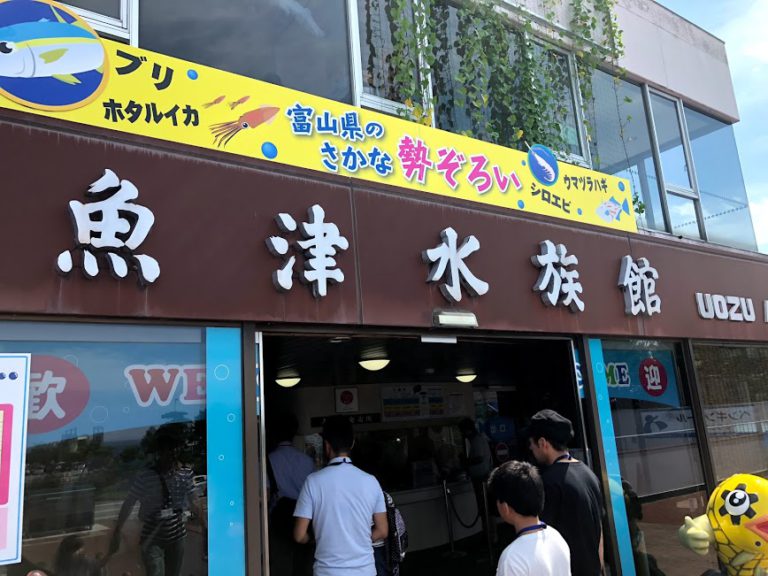 ブリ
ホタルイカ
富山県の
さかな 勢ぞろい
ウマヅラハギ
シロエビ
魚津水族館
UOZU
歓
WE
ME
迎